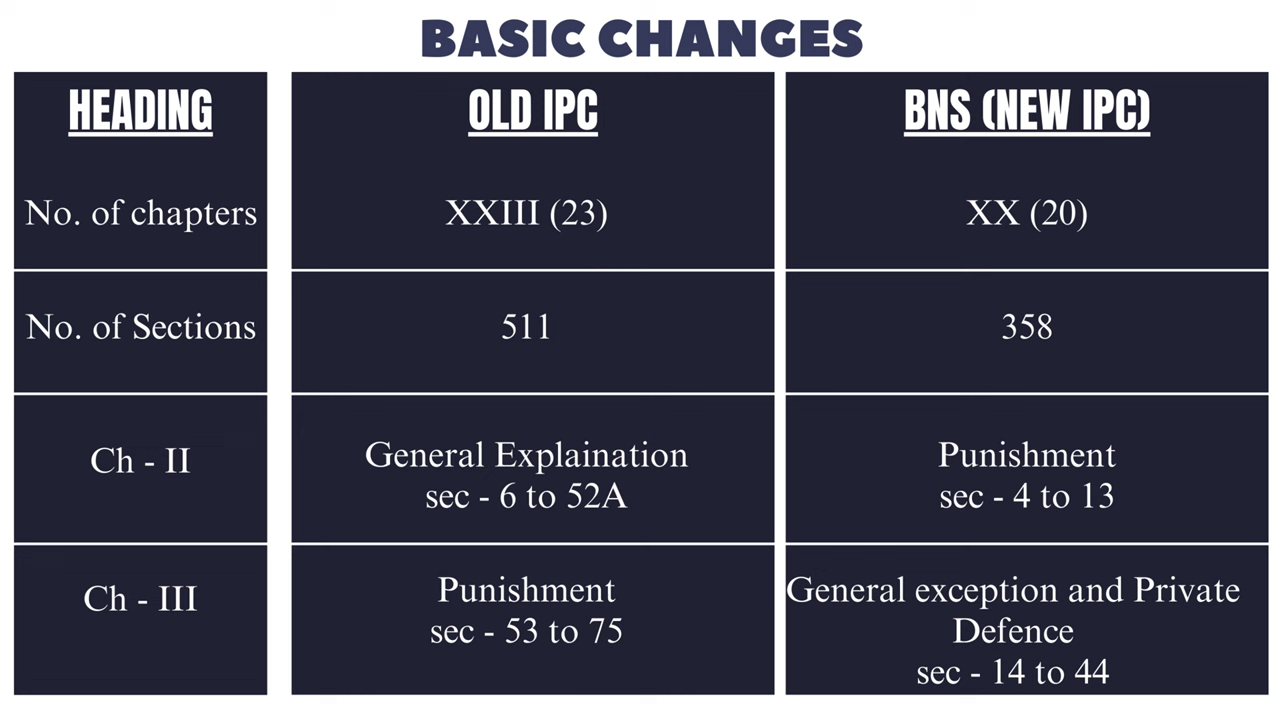 BASIC CHANGES
HEADING
OLD IPC
BNS (NEW IPC)
No. of chapters
XXIII (23)
XX (20)
No. of Sections
511
358
Ch - II
General Explaination
sec - 6 to 52A
Punishment
sec - 4 to 13
Ch - III
Punishment
sec - 53 to 75
General exception and Private
Defence
sec - 14 to 44